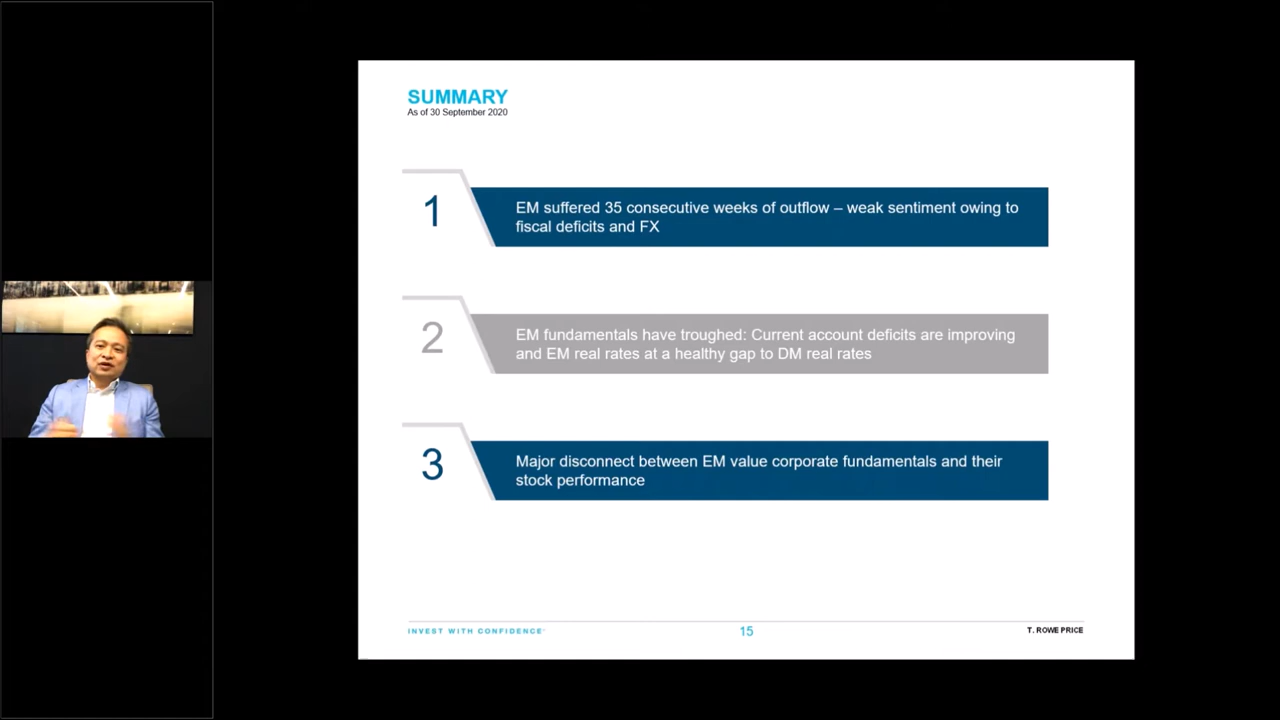 SUMMARY
As of 30 September 2020
1
EM suffered 35 consecutive weeks of outflow – weak sentiment owing to
fiscal deficits and FX
2
EM fundamentals have troughed: Current account deficits are improving
and EM real rates at a healthy gap to DM real rates
3
Major disconnect between EM value corporate fundamentals and their
stock performance
INVEST WITH CONFIDENCE
15
T. ROWE PRICE